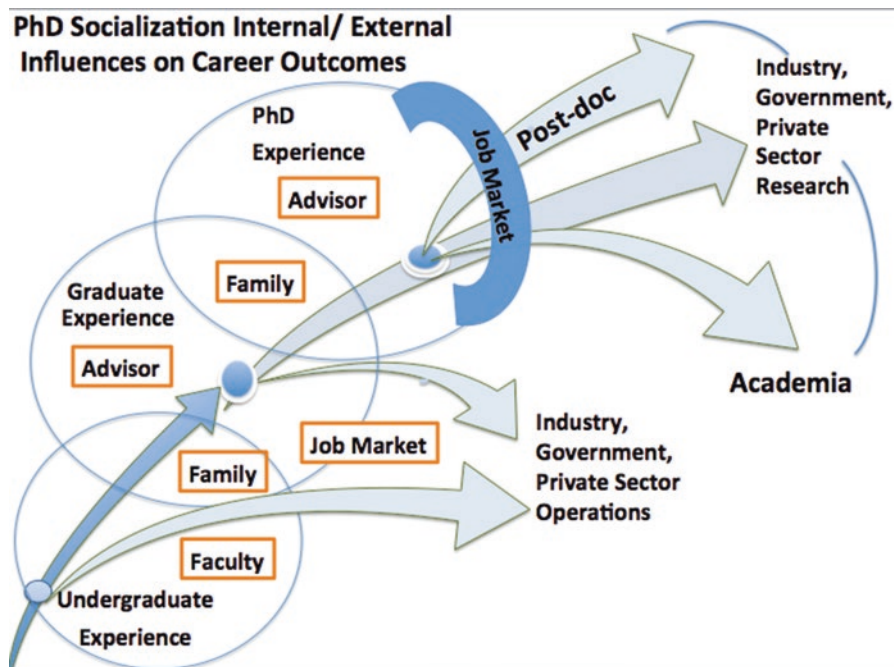 PhD Socialization Internal/ External
Influences on Career Outcomes
PhD
Experience
Advisor
Job Market
Post-doc
Industry,
Government,
Private
Sector
Research
Family
Graduate
Experience
Advisor
Academia
Job Market
Family
Industry,
Government,
Private Sector
Operations
Faculty
Undergraduate
Experience